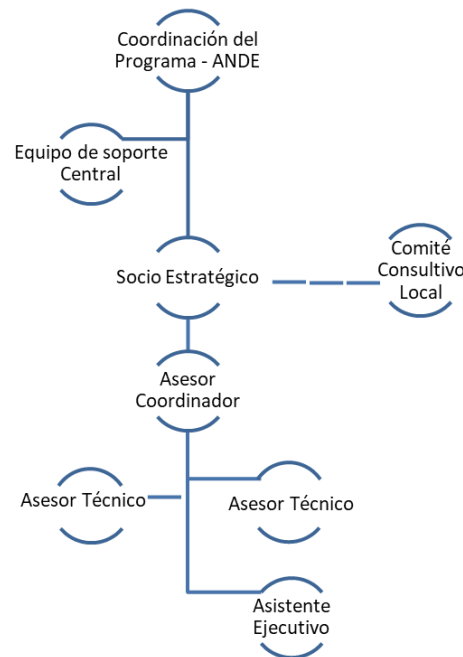 Coordinación del
Programa - ANDE
Equipo de soporte
Central
Socio Estratégico
Comité
Consultivo
Local
Asesor
Coordinador
Asesor Técnico
Asesor Técnico
Asistente
Ejecutivo